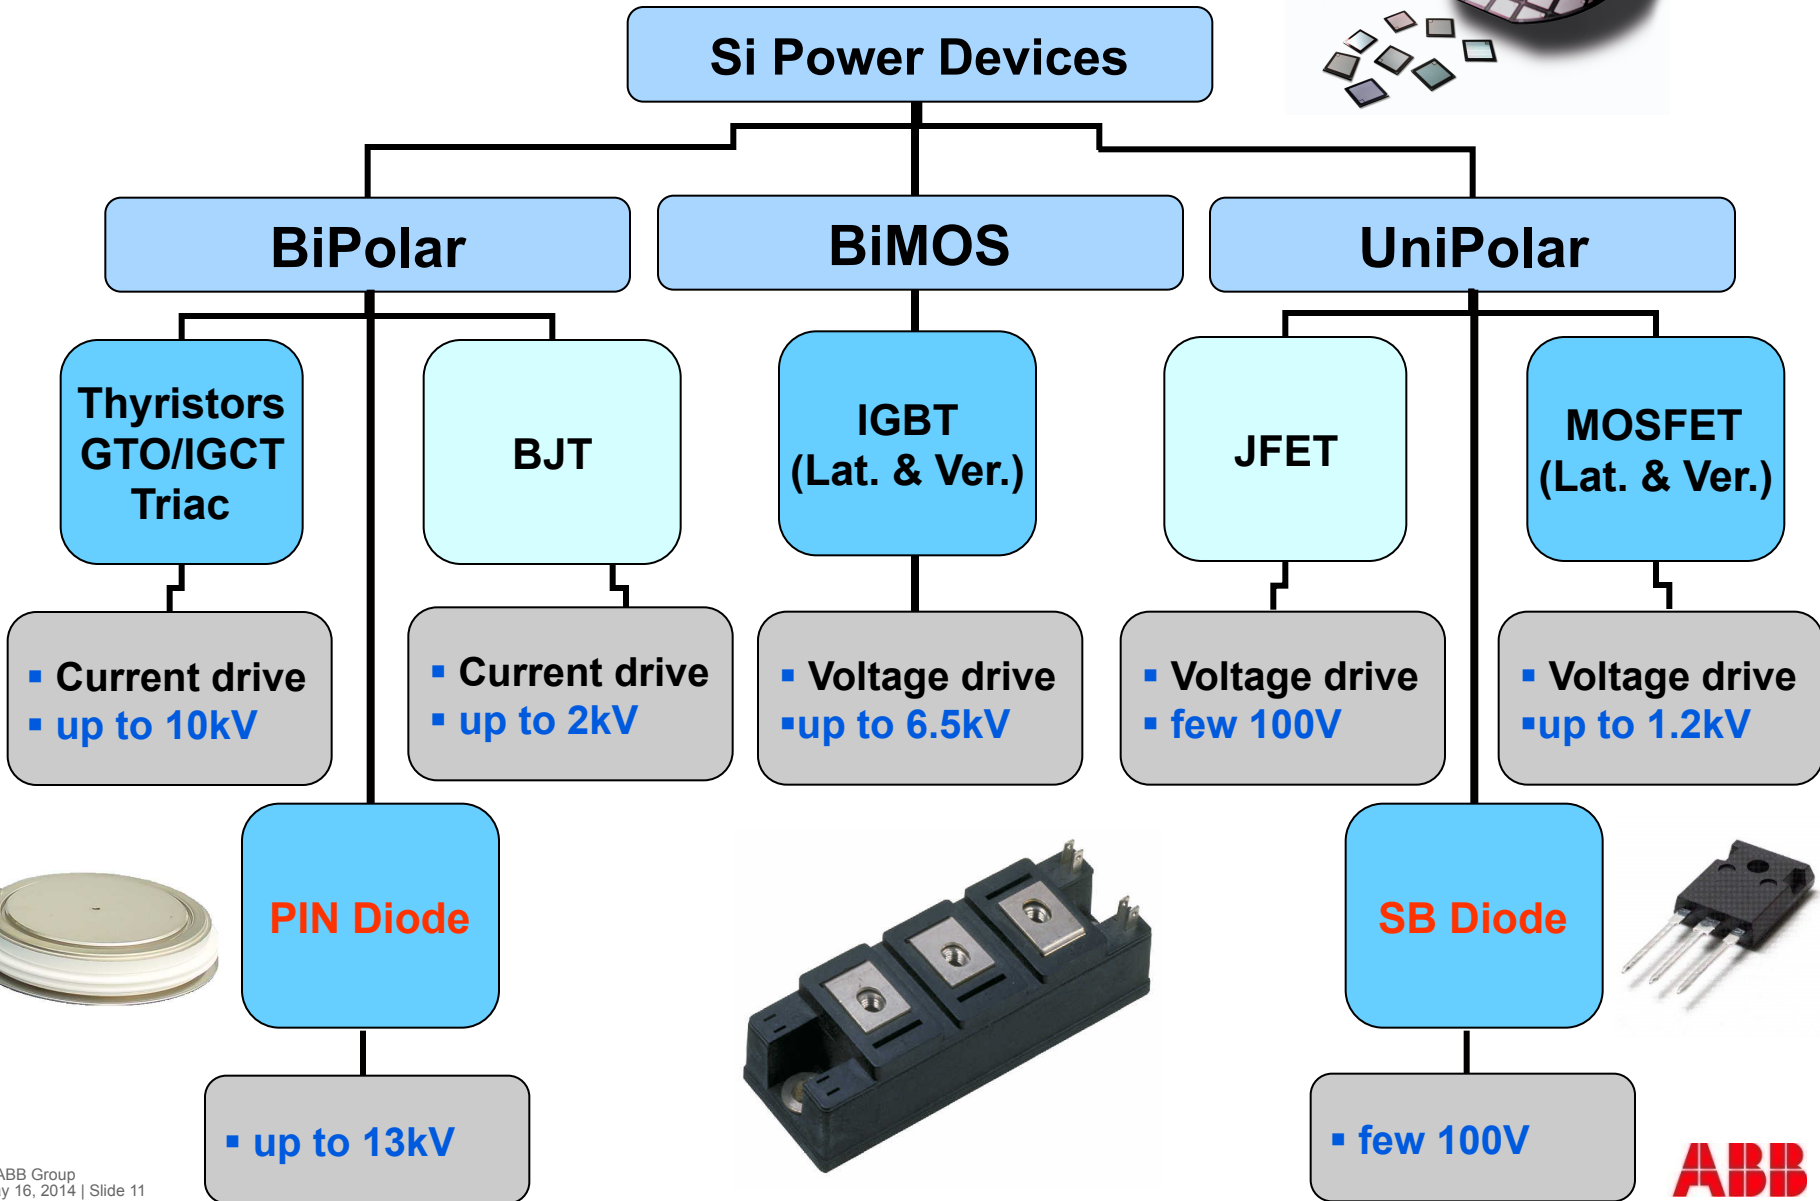 Si Power Devices
BiPolar
BiMOS
UniPolar
Thyristors
GTO/IGCT
Triac
BJT
IGBT
(Lat. & Ver.)
JFET
MOSFET
(Lat. & Ver.)
▪ Current drive
▪ up to 10kV
▪ Current drive
▪ up to 2kV
▪ Voltage drive
▪up to 6.5kV
▪ Voltage drive
▪ few 100V
▪ Voltage drive
▪up to 1.2kV
PIN Diode
SB Diode
▪ up to 13kV
▪ few 100V
ABB Group
y 16, 2014 | Slide 11
ABB